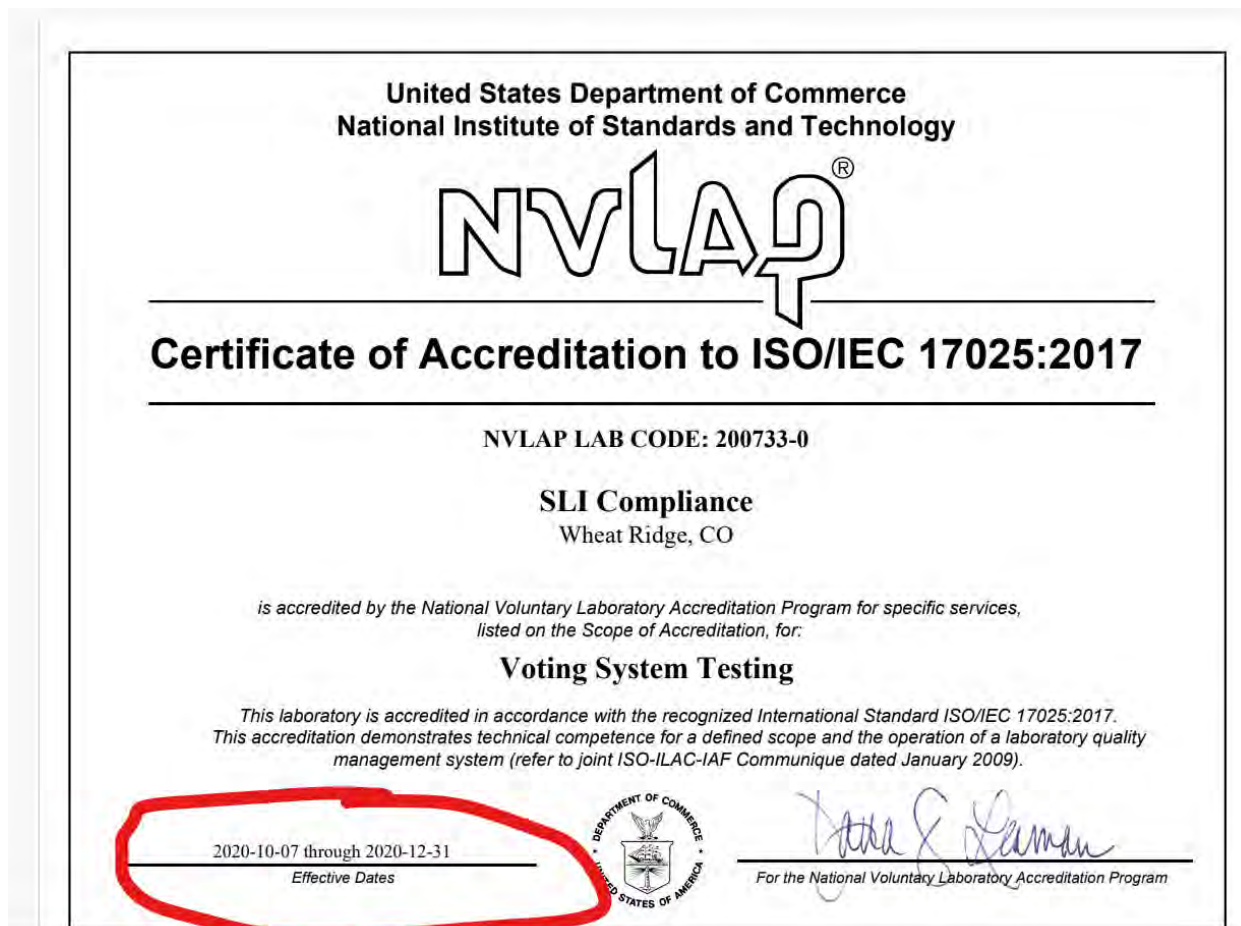 United States Department of Commerce
National Institute of Standards and Technology
NVLAP®
Certificate of Accreditation to ISO/IEC 17025:2017
NVLAP LAB CODE: 200733-0
SLI Compliance
Wheat Ridge, CO
is accredited by the National Voluntary Laboratory Accreditation Program for specific services,
listed on the Scope of Accreditation, for:
Voting System Testing
This laboratory is accredited in accordance with the recognized International Standard ISO/IEC 17025:2017.
This accreditation demonstrates technical competence for a defined scope and the operation of a laboratory quality
management system (refer to joint ISO-ILAC-IAF Communique dated January 2009).
2020-10-07 through 2020-12-31
Effective Dates
DEPARTMENT OF COMMERCE
UNITED STATES OF AMERICA
For the National Voluntary Laboratory Accreditation Program